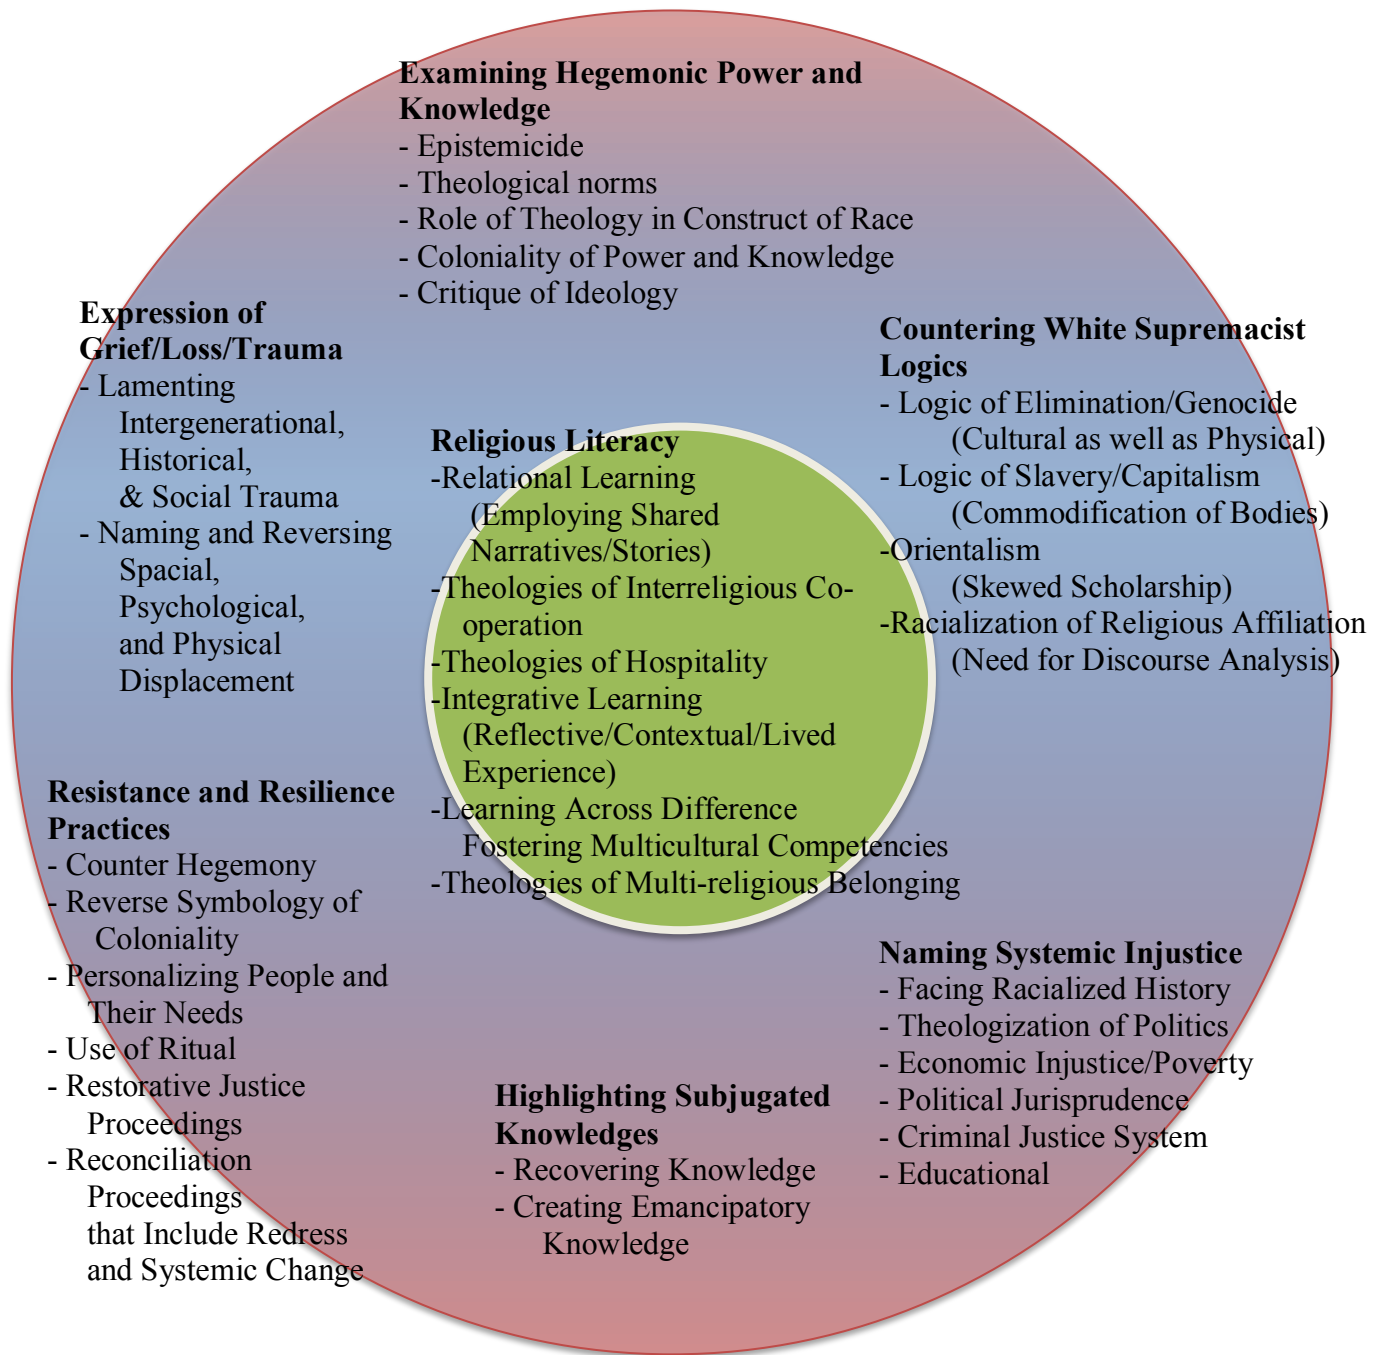 Examining Hegemonic Power and
Knowledge
- Epistemicide
- Theological norms
- Role of Theology in Construct of Race
- Coloniality of Power and Knowledge
- Critique of Ideology
Expression of
Grief/Loss/Trauma
- Lamenting
Intergenerational,
Historical,
& Social Trauma
- Naming and Reversing
Spacial,
Psychological,
and Physical
Displacement
Countering White Supremacist
Logics
- Logic of Elimination/Genocide
(Cultural as well as Physical)
- Logic of Slavery/Capitalism
(Commodification of Bodies)
-Orientalism
(Skewed Scholarship)
-Racialization of Religious Affiliation
(Need for Discourse Analysis)
Religious Literacy
-Relational Learning
(Employing Shared
Narratives/Stories)
-Theologies of Interreligious Co-
operation
-Theologies of Hospitality
-Integrative Learning
(Reflective/Contextual/Lived
Experience)
-Learning Across Difference
Fostering Multicultural Competencies
-Theologies of Multi-religious Belonging
Resistance and Resilience
Practices
- Counter Hegemony
- Reverse Symbology of
Coloniality
- Personalizing People and
Their Needs
- Use of Ritual
- Restorative Justice
Proceedings
- Reconciliation
Proceedings
that Include Redress
and Systemic Change
Highlighting Subjugated
Knowledges
- Recovering Knowledge
- Creating Emancipatory
Knowledge
Naming Systemic Injustice
- Facing Racialized History
- Theologization of Politics
- Economic Injustice/Poverty
- Political Jurisprudence
- Criminal Justice System
- Educational